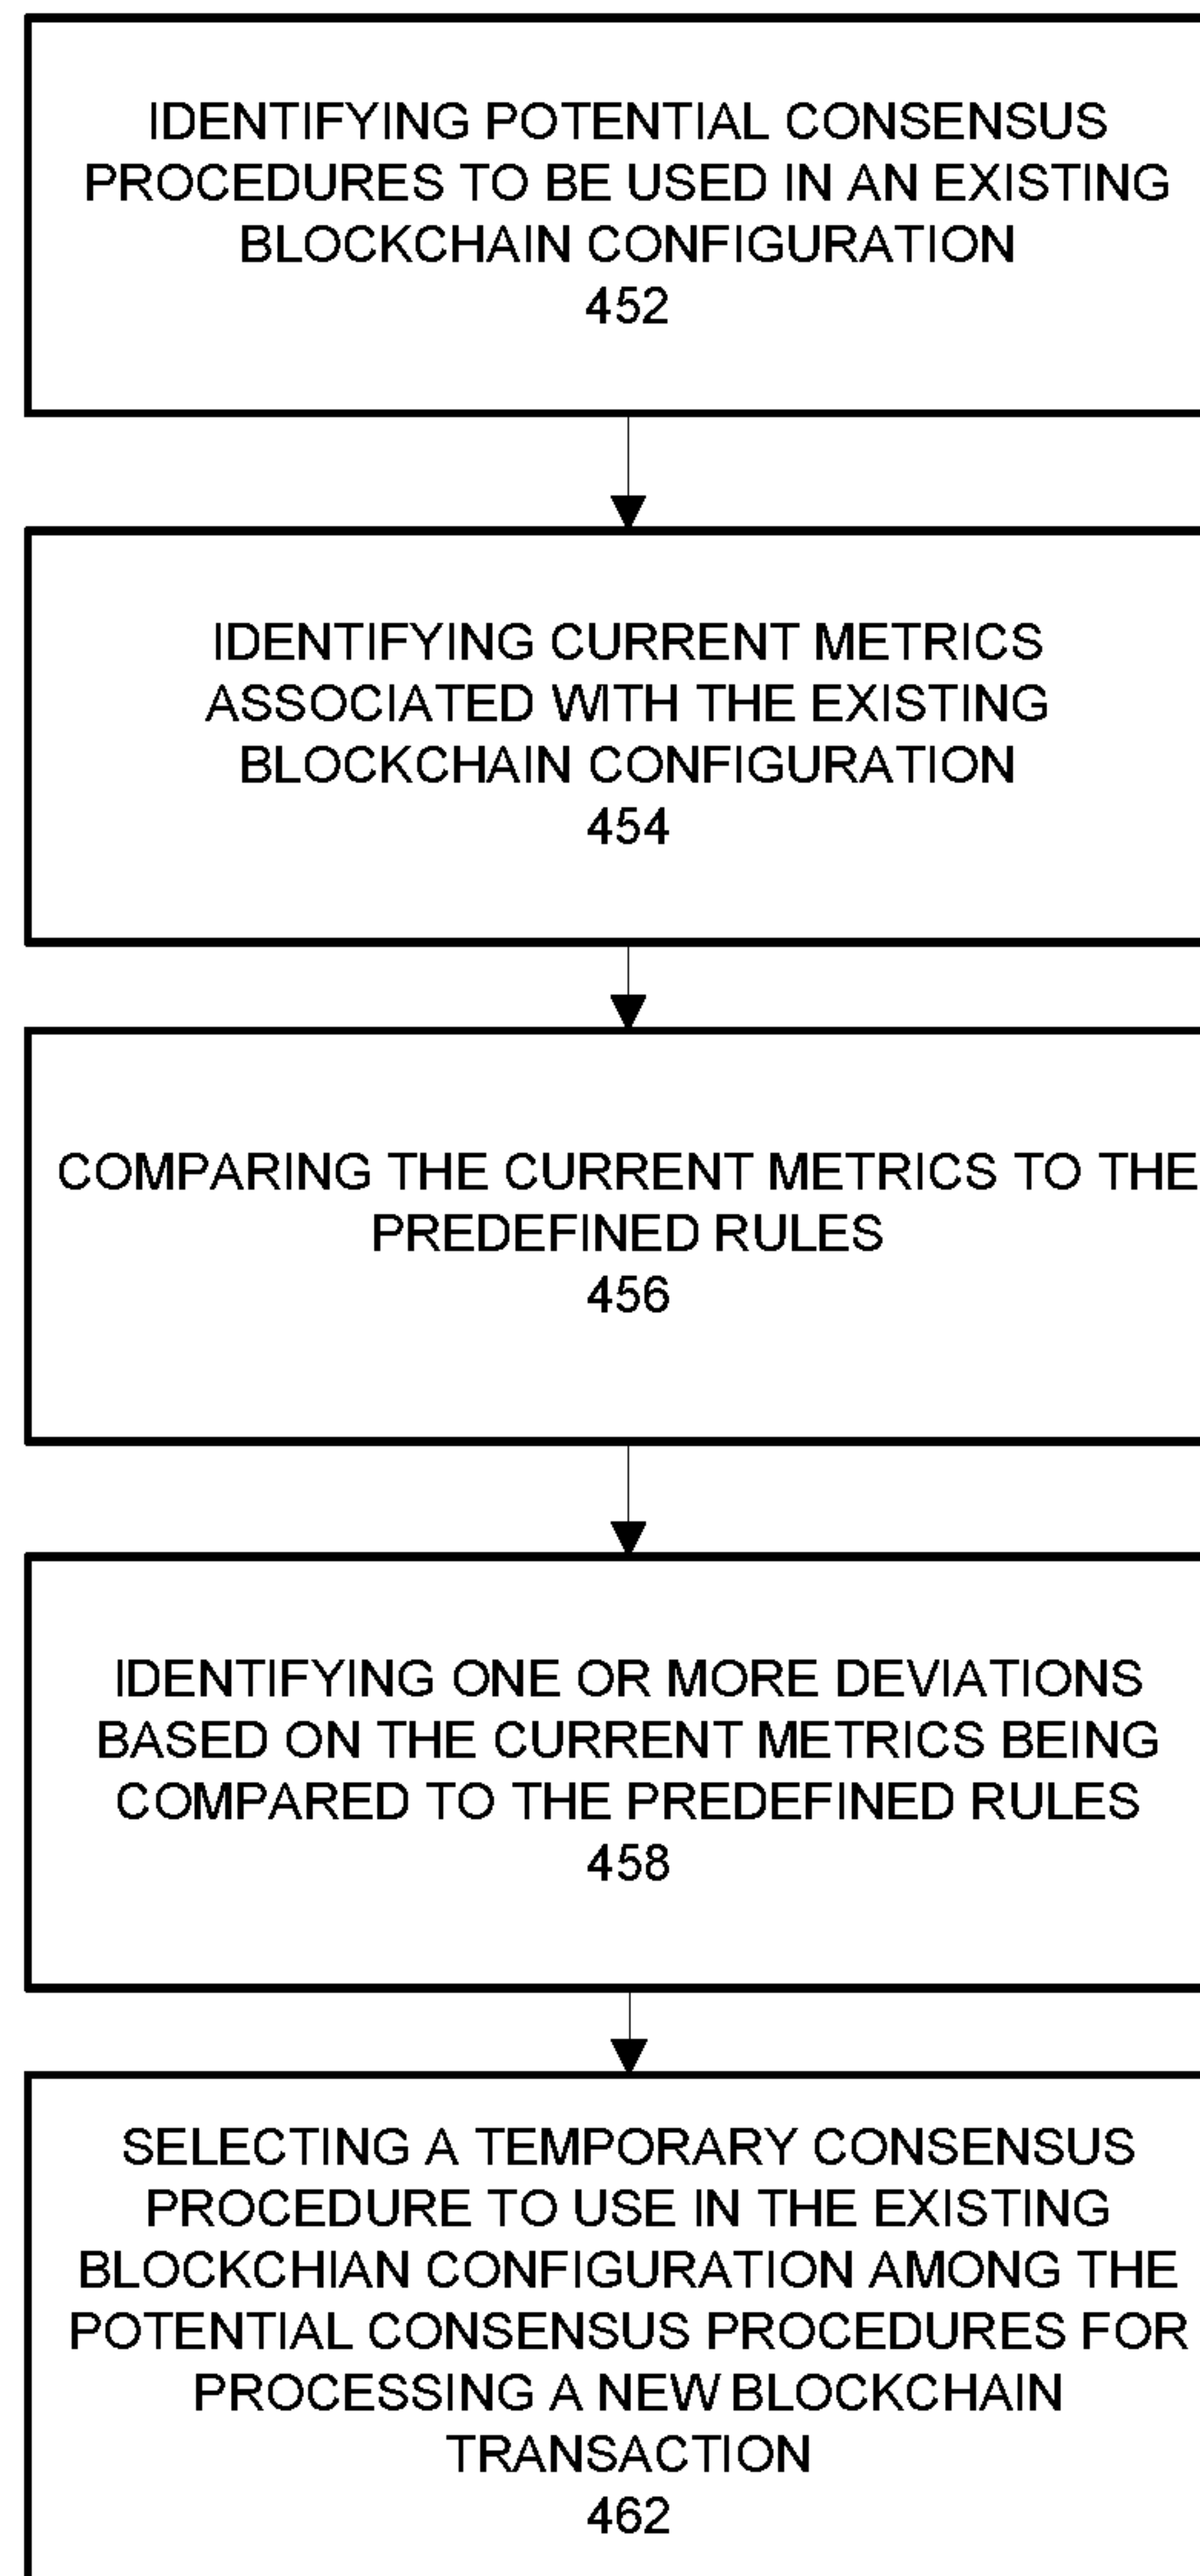 IDENTIFYING POTENTIAL CONSENSUS
PROCEDURES TO BE USED IN AN EXISTING
BLOCKCHAIN CONFIGURATION
452
IDENTIFYING CURRENT METRICS
ASSOCIATED WITH THE EXISTING
BLOCKCHAIN CONFIGURATION
454
COMPARING THE CURRENT METRICS TO THE
PREDEFINED RULES
456
IDENTIFYING ONE OR MORE DEVIATIONS
BASED ON THE CURRENT METRICS BEING
COMPARED TO THE PREDEFINED RULES
458
SELECTING A TEMPORARY CONSENSUS
PROCEDURE TO USE IN THE EXISTING
BLOCKCHIAN CONFIGURATION AMONG THE
POTENTIAL CONSENSUS PROCEDURES FOR
PROCESSING A NEW BLOCKCHAIN
TRANSACTION
462